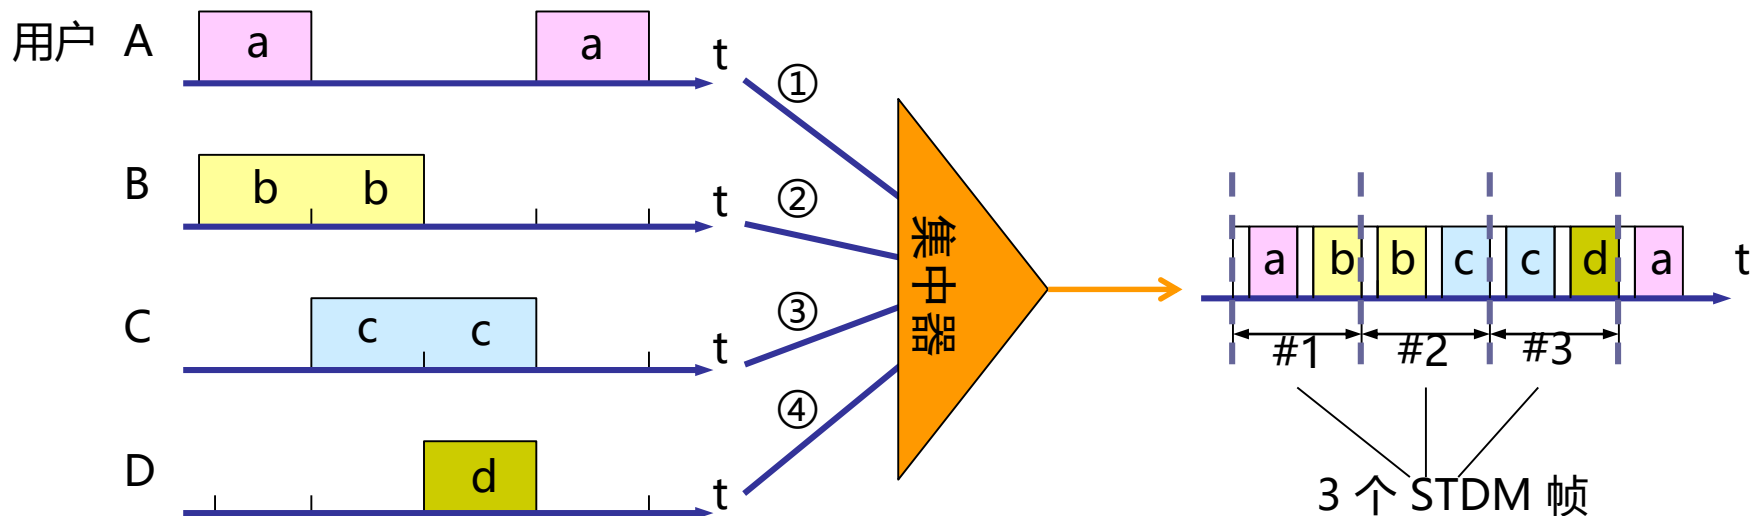 用户 A a a t
①
B b b t
②
C c c t
③
D d t
④
集中器
a b b c c d a t
#1 #2 #3
3 个 STDM 帧